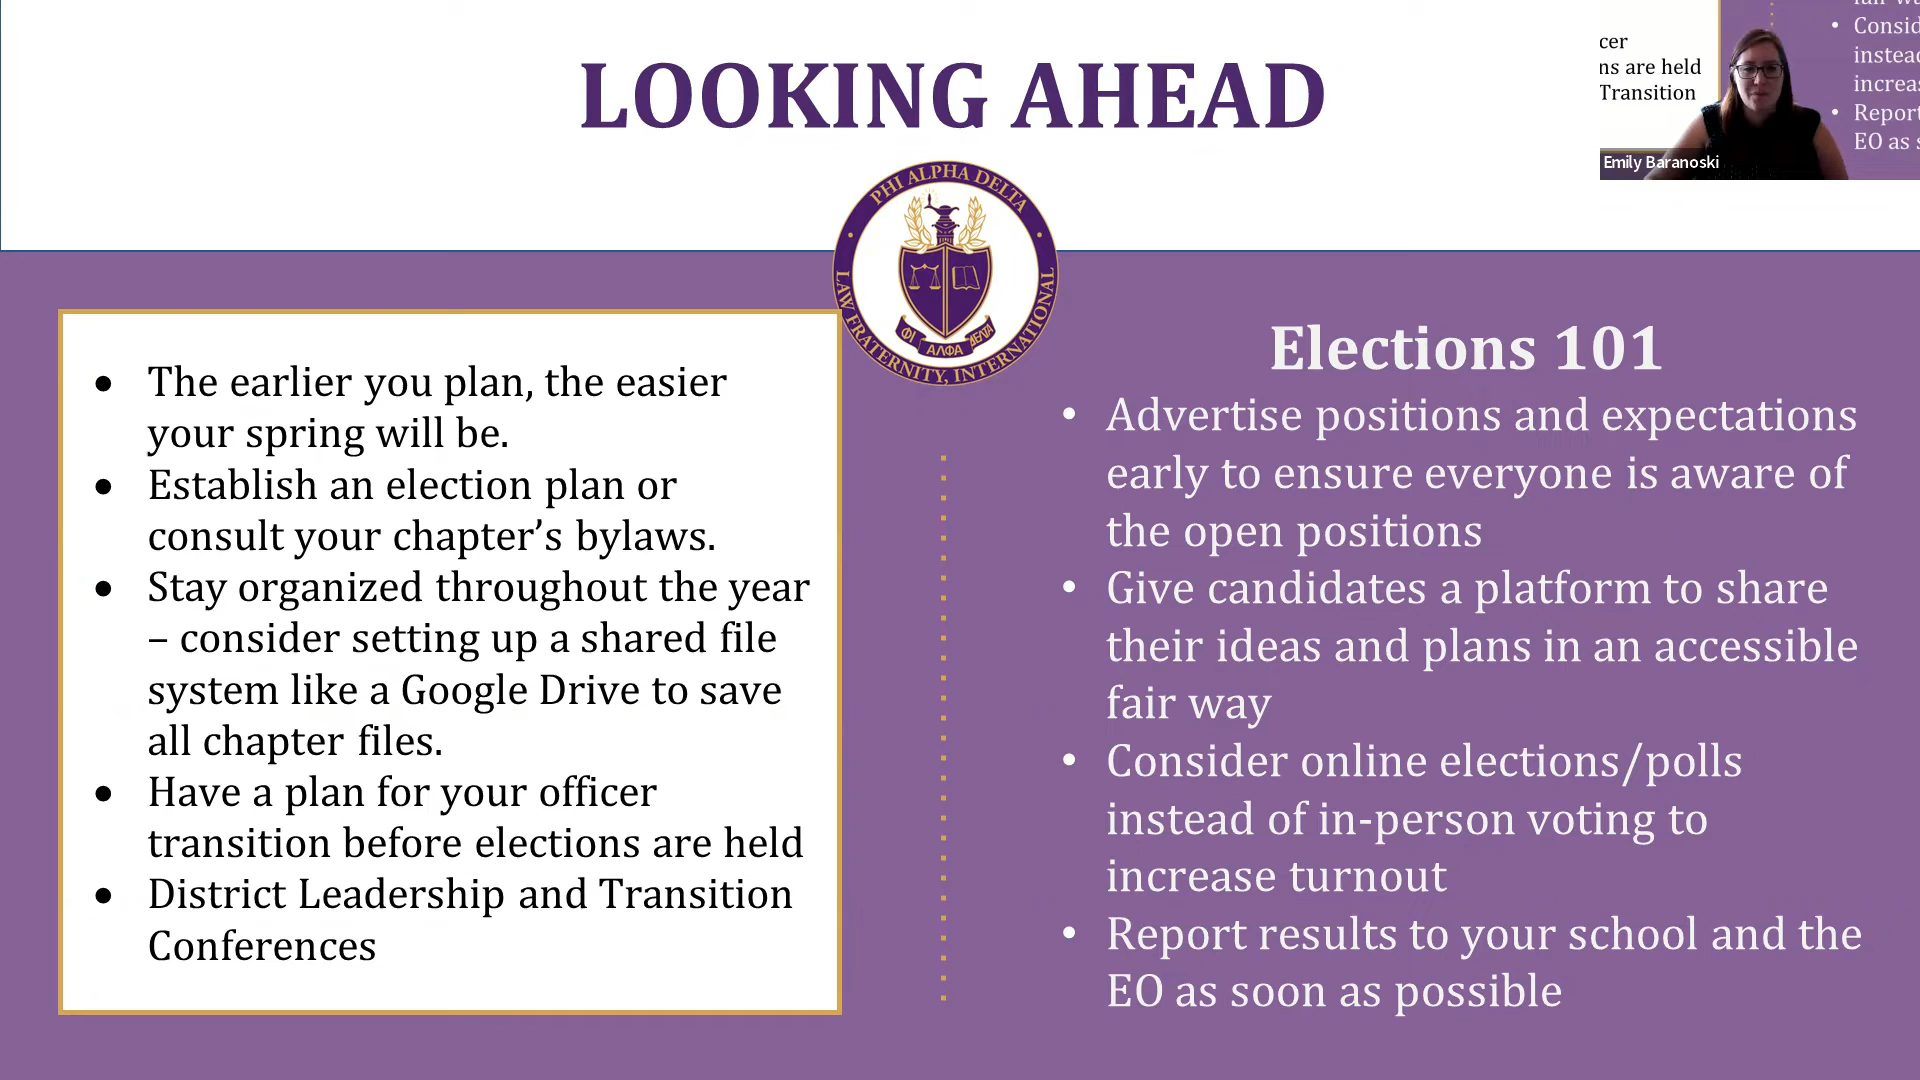 LOOKING AHEAD
cer
ns are held
Transition
Consid
instead
increas
Report
EO as s
Emily Baranoski
PHI ALPHA DELTA
LAW FRATERNITY, INTERNATIONAL
ΦΙ ΑΛΦΑ ΔΕΛΤΑ
• The earlier you plan, the easier
your spring will be.
• Establish an election plan or
consult your chapter’s bylaws.
• Stay organized throughout the year
– consider setting up a shared file
system like a Google Drive to save
all chapter files.
• Have a plan for your officer
transition before elections are held
• District Leadership and Transition
Conferences
Elections 101
• Advertise positions and expectations
early to ensure everyone is aware of
the open positions
• Give candidates a platform to share
their ideas and plans in an accessible
fair way
• Consider online elections/polls
instead of in-person voting to
increase turnout
• Report results to your school and the
EO as soon as possible